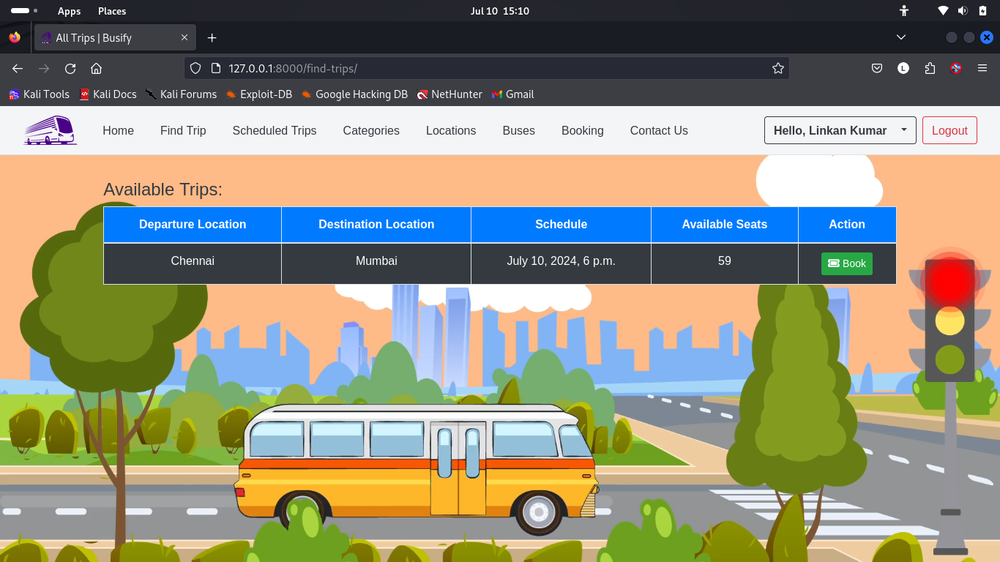 Apps Places Jul 10 15:10
All Trips | Busify
127.0.0.1:8000/find-trips/ L
Kali Tools Kali Docs Kali Forums Exploit-DB Google Hacking DB NetHunter Gmail
Home Find Trip Scheduled Trips Categories Locations Buses Booking Contact Us Hello, Linkan Kumar Logout
Available Trips:
Departure Location Destination Location Schedule Available Seats Action
Chennai Mumbai July 10, 2024, 6 p.m. 59 Book